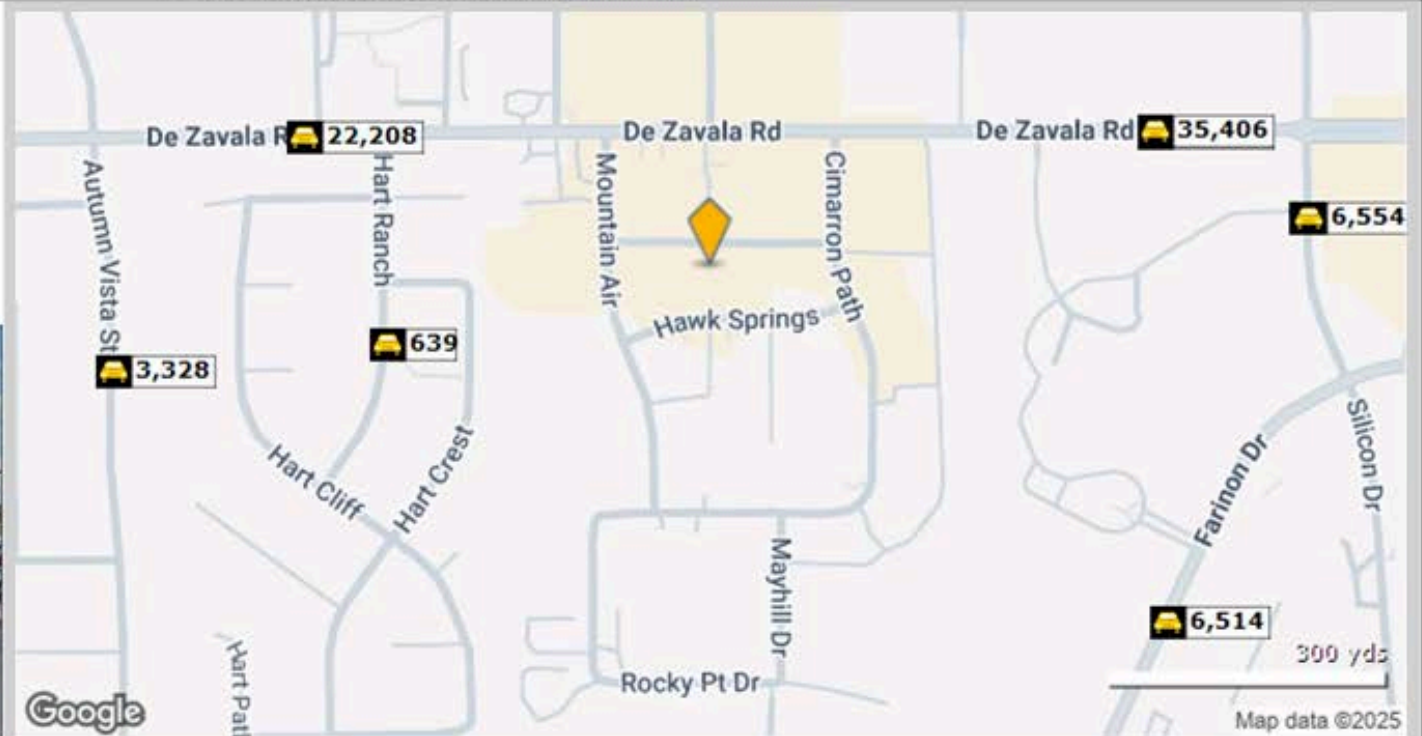 De Zavala R
22,208
De Zavala Rd
De Zavala Rd
35,406
Autumn Vista St
Hart Ranch
Mountain Air
Cimarron Path
6,554
Hawk Springs
639
3,328
Hart Cliff
Hart Crest
Farinon Dr
Silicon Dr
Mayhill Dr
6,514
Hart Path
300 yds
Rocky Pt Dr
Google
Map data ©2025